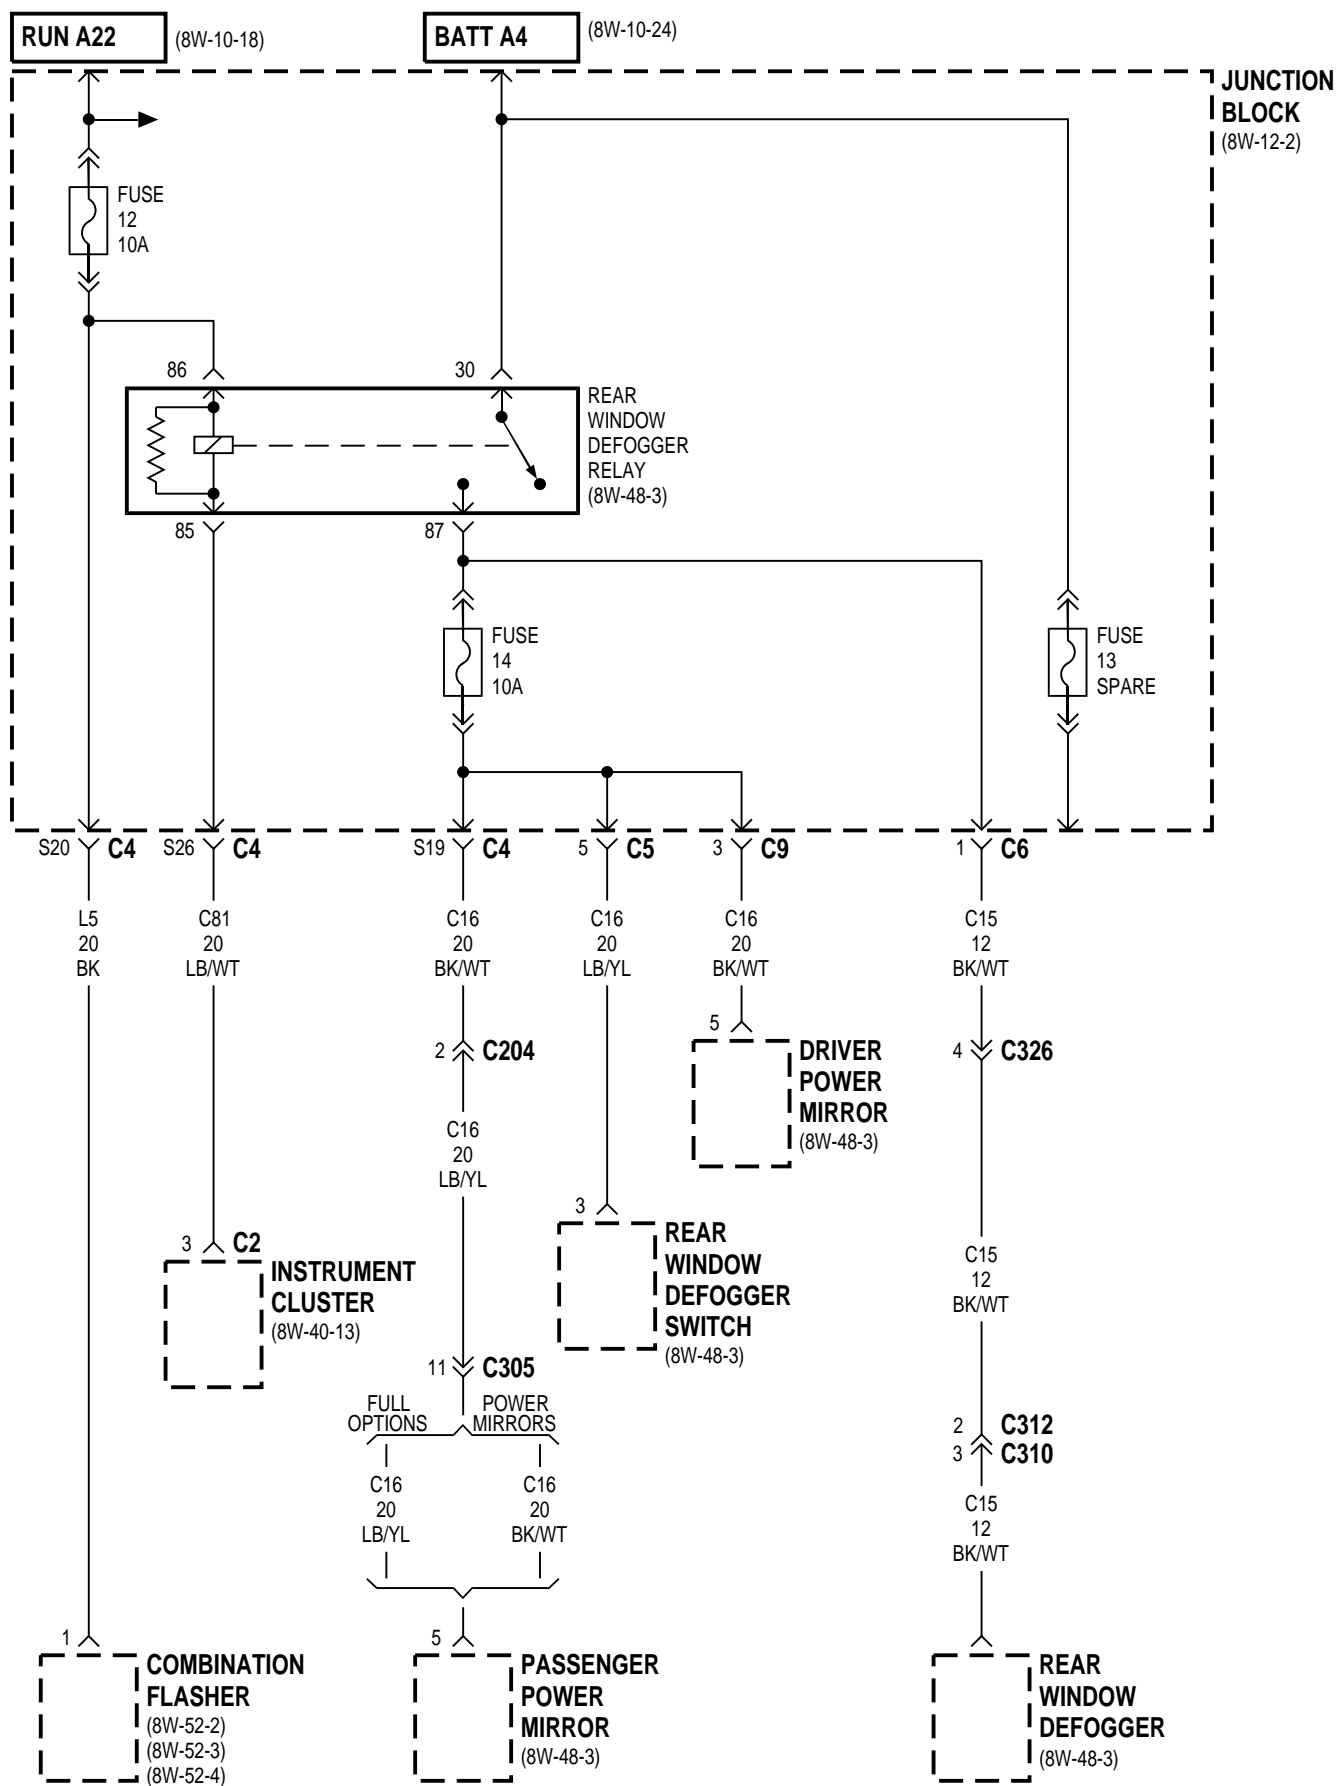 RUN A22
(8W-10-18)
BATT A4
(8W-10-24)
JUNCTION
BLOCK
(8W-12-2)
FUSE
12
10A
86
30
REAR
WINDOW
DEFOGGER
RELAY
(8W-48-3)
85
87
FUSE
14
10A
FUSE
13
SPARE
S20 C4
S26 C4
S19 C4
5 C5
3 C9
1 C6
L5
20
BK
C81
20
LB/WT
C16
20
BK/WT
C16
20
LB/YL
C16
20
BK/WT
C15
12
BK/WT
5
DRIVER
POWER
MIRROR
(8W-48-3)
2 C204
4 C326
C16
20
LB/YL
3
REAR
WINDOW
DEFOGGER
SWITCH
(8W-48-3)
3 C2
INSTRUMENT
CLUSTER
(8W-40-13)
C15
12
BK/WT
11 C305
FULL
OPTIONS
POWER
MIRRORS
2 C312
3 C310
C16
20
LB/YL
C16
20
BK/WT
C15
12
BK/WT
1
COMBINATION
FLASHER
(8W-52-2)
(8W-52-3)
(8W-52-4)
5
PASSENGER
POWER
MIRROR
(8W-48-3)
REAR
WINDOW
DEFOGGER
(8W-48-3)